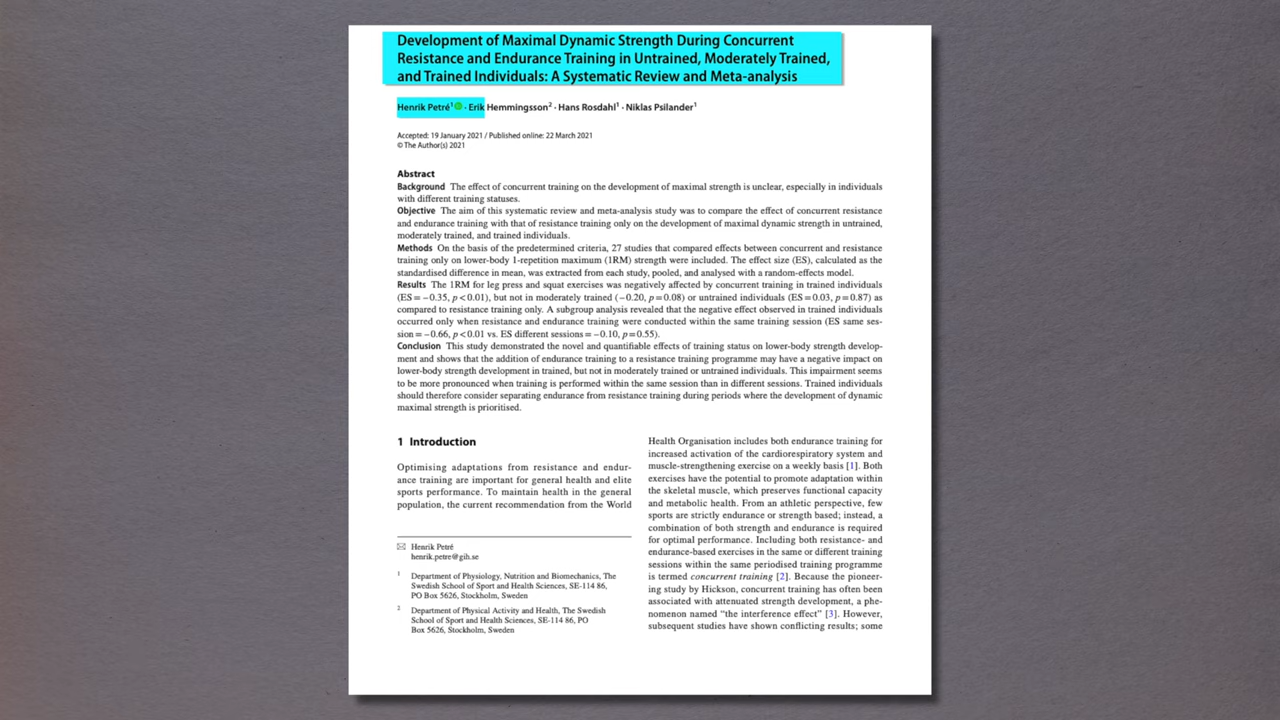 Development of Maximal Dynamic Strength During Concurrent
Resistance and Endurance Training in Untrained, Moderately Trained,
and Trained Individuals: A Systematic Review and Meta-analysis
Henrik Petré¹ · Erik Hemmingsson² · Hans Rosdahl¹ · Niklas Psilander¹
Accepted: 19 January 2021 / Published online: 22 March 2021
© The Author(s) 2021
Abstract
Background The effect of concurrent training on the development of maximal strength is unclear, especially in individuals
with different training statuses.
Objective The aim of this systematic review and meta-analysis study was to compare the effect of concurrent resistance
and endurance training with that of resistance training only on the development of maximal dynamic strength in untrained,
moderately trained, and trained individuals.
Methods On the basis of the predetermined criteria, 27 studies that compared effects between concurrent and resistance
training only on lower-body 1-repetition maximum (1RM) strength were included. The effect size (ES), calculated as the
standardised difference in mean, was extracted from each study, pooled, and analysed with a random-effects model.
Results The 1RM for leg press and squat exercises was negatively affected by concurrent training in trained individuals
(ES = −0.35, p < 0.01), but not in moderately trained (−0.20, p = 0.08) or untrained individuals (ES = 0.03, p = 0.87) as
compared to resistance training only. A subgroup analysis revealed that the negative effect observed in trained individuals
occurred only when resistance and endurance training were conducted within the same training session (ES same ses-
sion = −0.66, p < 0.01 vs. ES different sessions = −0.10, p = 0.55).
Conclusion This study demonstrated the novel and quantifiable effects of training status on lower-body strength develop-
ment and shows that the addition of endurance training to a resistance training programme may have a negative impact on
lower-body strength development in trained, but not in moderately trained or untrained individuals. This impairment seems
to be more pronounced when training is performed within the same session than in different sessions. Trained individuals
should therefore consider separating endurance from resistance training during periods where the development of dynamic
maximal strength is prioritised.
1 Introduction
Optimising adaptations from resistance and endur-
ance training are important for general health and elite
sports performance. To maintain health in the general
population, the current recommendation from the World
Henrik Petré
henrik.petre@gih.se
1 Department of Physiology, Nutrition and Biomechanics, The
Swedish School of Sport and Health Sciences, SE-114 86,
PO Box 5626, Stockholm, Sweden
2 Department of Physical Activity and Health, The Swedish
School of Sport and Health Sciences, SE-114 86, PO
Box 5626, Stockholm, Sweden
Health Organisation includes both endurance training for
increased activation of the cardiorespiratory system and
muscle-strengthening exercise on a weekly basis [1]. Both
exercises have the potential to promote adaptation within
the skeletal muscle, which preserves functional capacity
and metabolic health. From an athletic perspective, few
sports are strictly endurance or strength based; instead, a
combination of both strength and endurance is required
for optimal performance. Including both resistance- and
endurance-based exercises in the same or different training
sessions within the same periodised training programme
is termed concurrent training [2]. Because the pioneer-
ing study by Hickson, concurrent training has often been
associated with attenuated strength development, a phe-
nomenon named “the interference effect” [3]. However,
subsequent studies have shown conflicting results; some